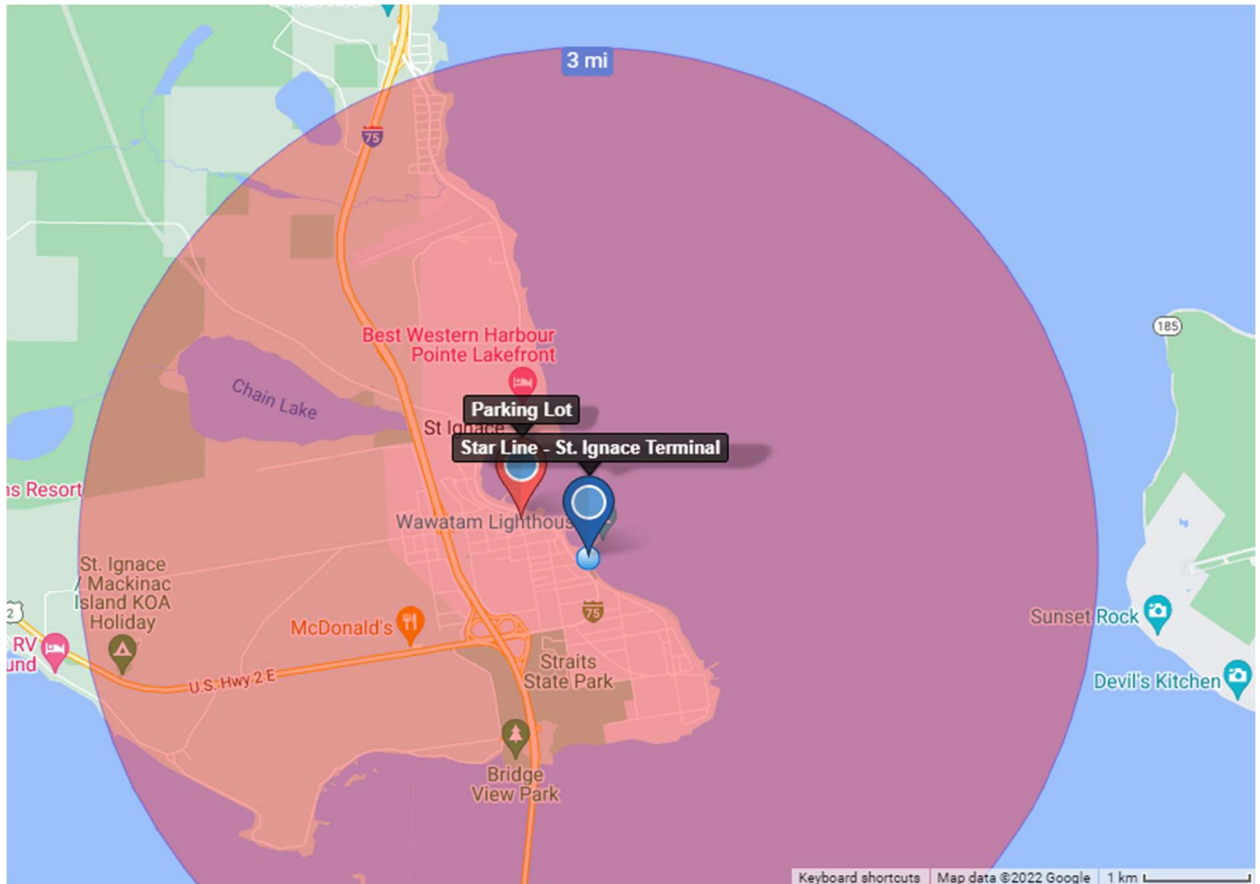 3 mi
75
185
Best Western Harbour
Pointe Lakefront
Chain Lake
Parking Lot
St Ignace
Star Line - St. Ignace Terminal
ns Resort
Wawatam Lighthous
St. Ignace
/ Mackinac
Island KOA
Holiday
2
75
McDonald's
Sunset Rock
RV
und
Straits
State Park
U.S. Hwy 2 E
Devil's Kitchen
Bridge
View Park
Keyboard shortcuts
Map data ©2022 Google
1 km